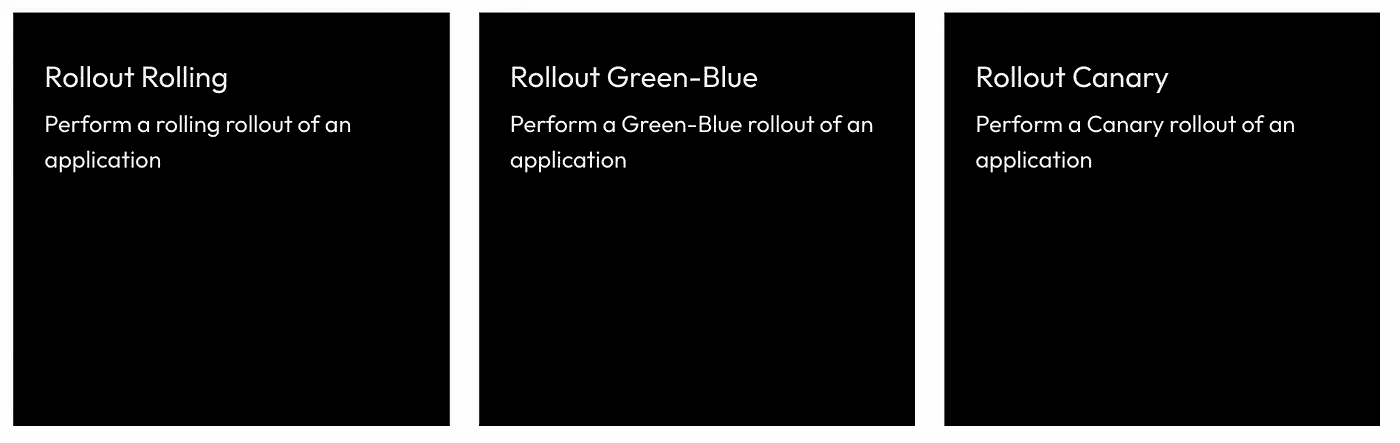 Rollout Rolling
Perform a rolling rollout of an
application
Rollout Green-Blue
Perform a Green-Blue rollout of an
application
Rollout Canary
Perform a Canary rollout of an
application